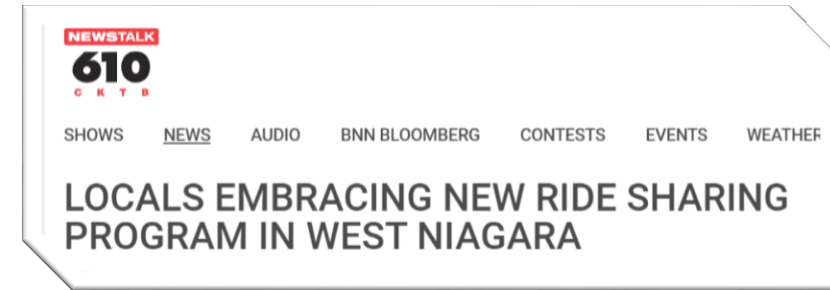 NEWSTALK
610
CKTB
SHOWS NEWS AUDIO BNN BLOOMBERG CONTESTS EVENTS WEATHER
LOCALS EMBRACING NEW RIDE SHARING
PROGRAM IN WEST NIAGARA